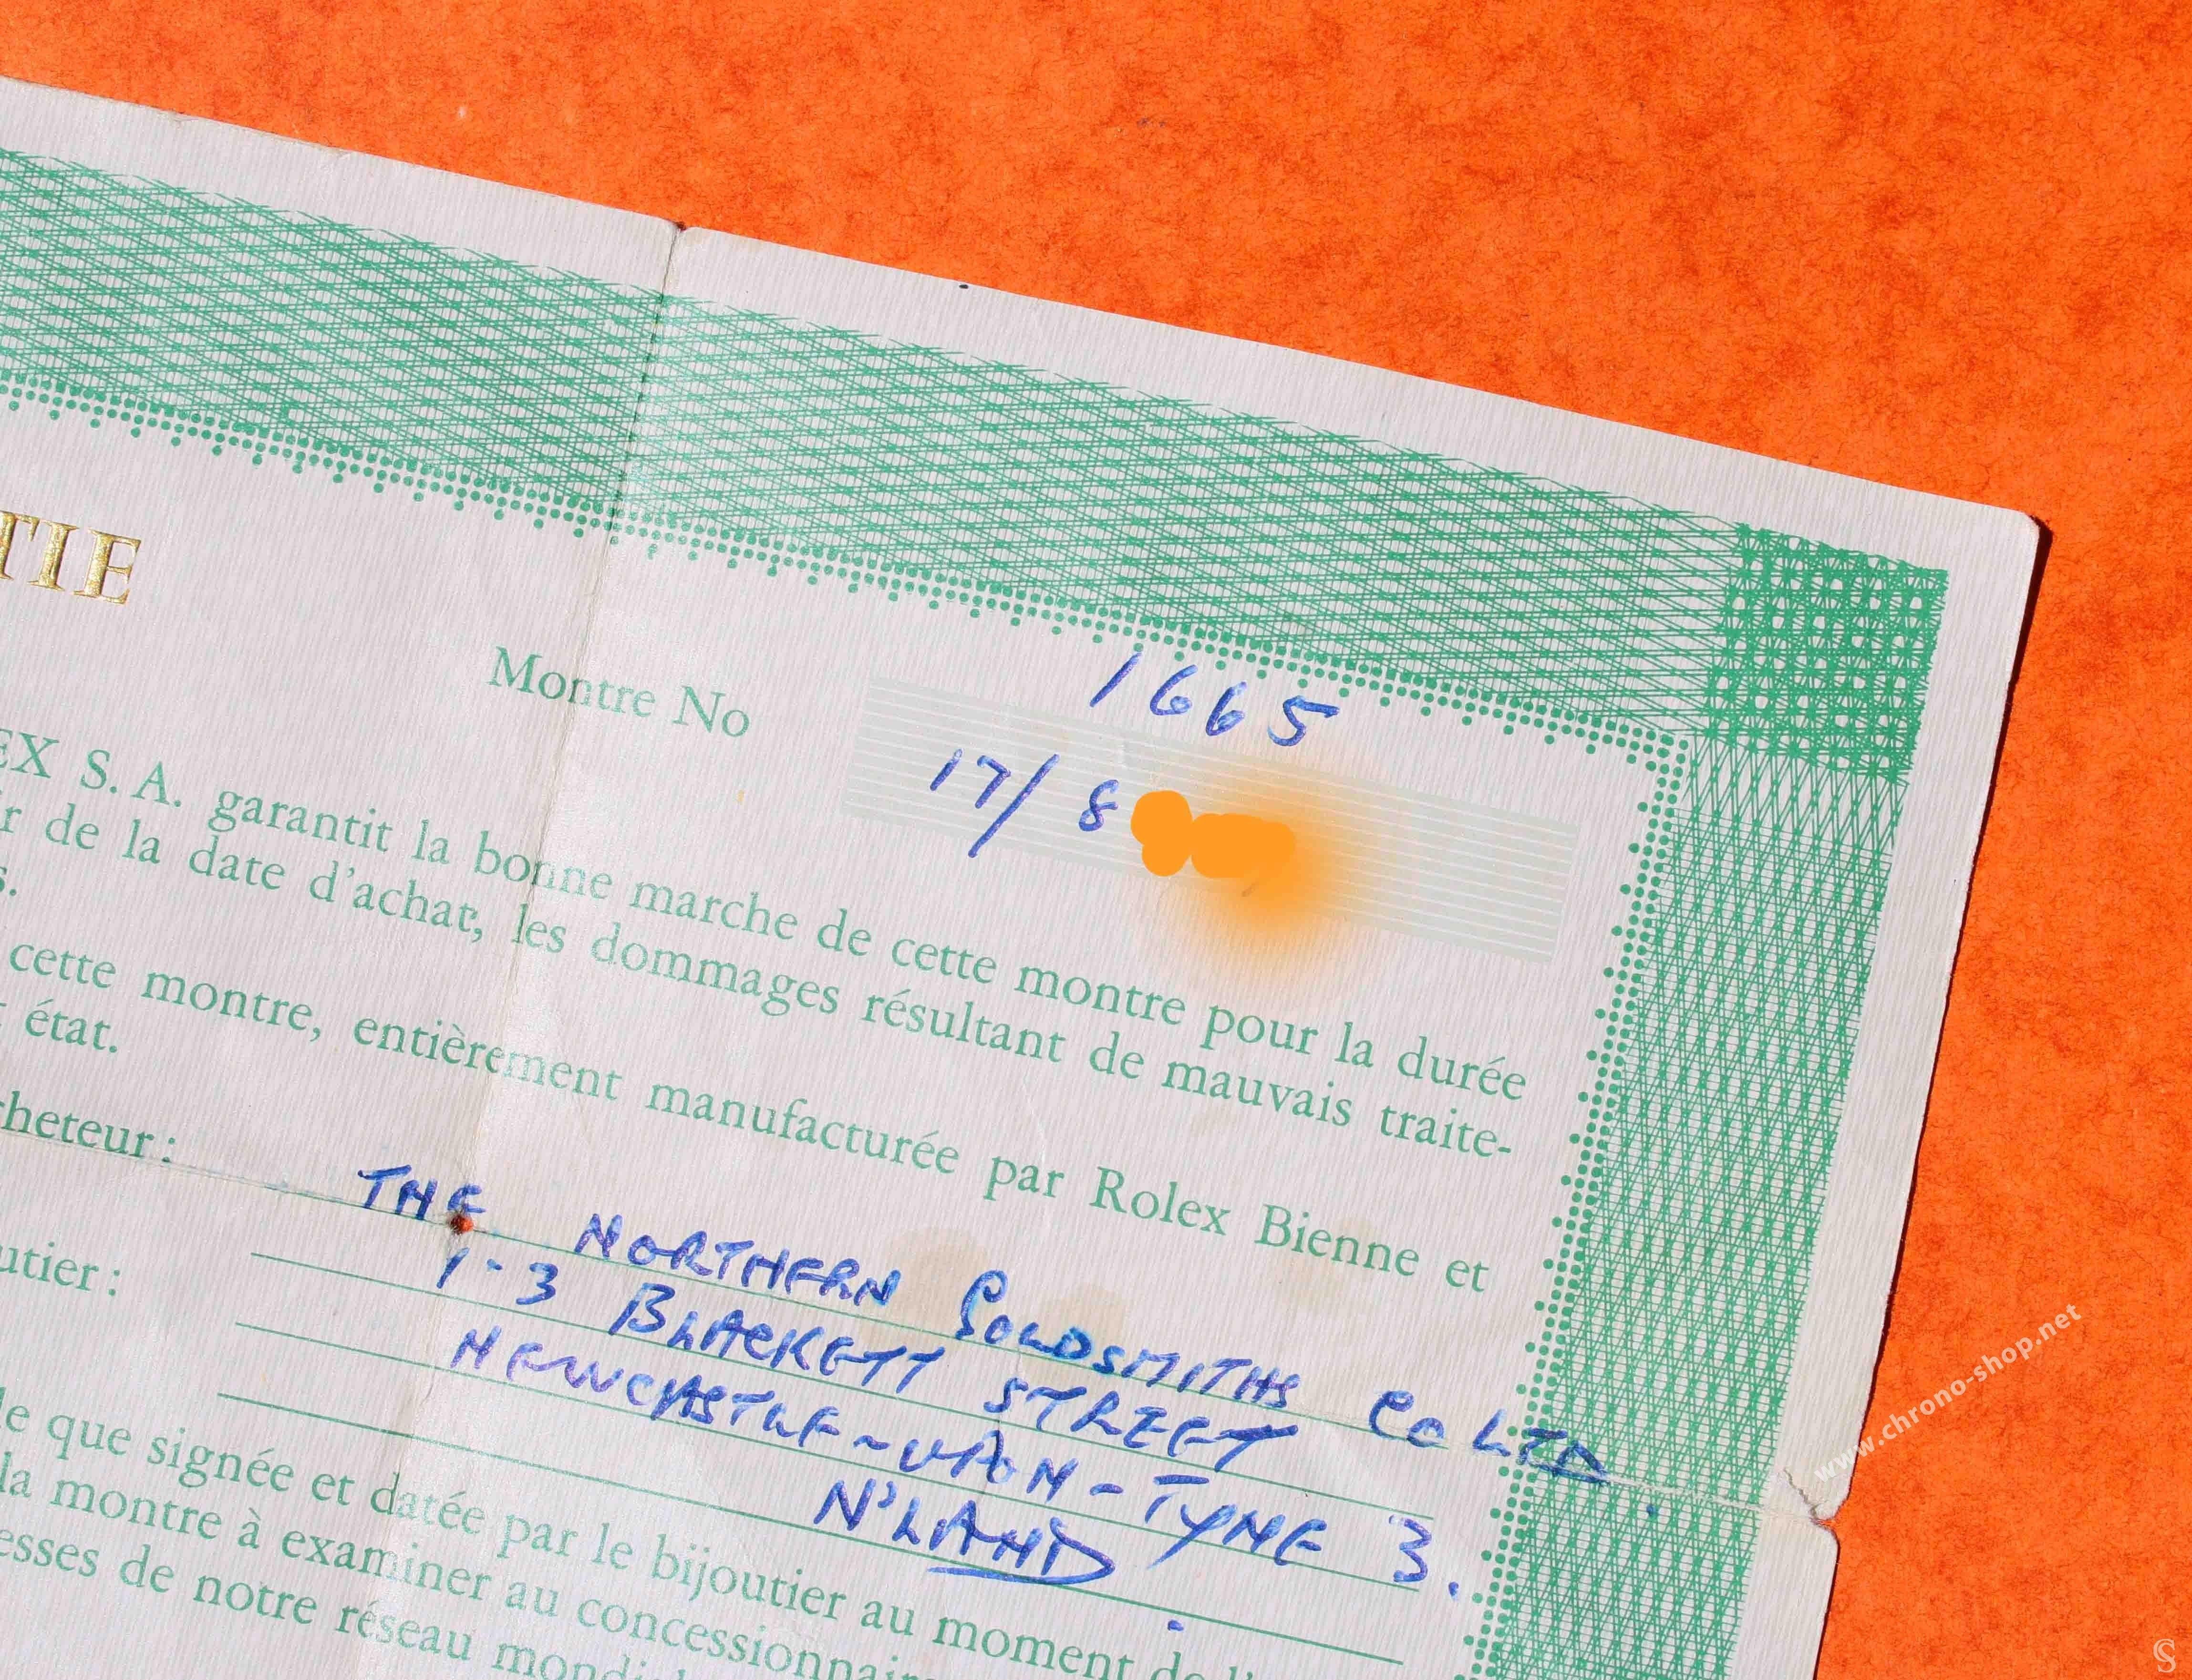 TIE
1665
Montre No
17/8
EX S. A. garantit la bonne marche de cette montre pour la durée
r de la date d'achat, les dommages résultant de mauvais traite-
s.
cette montre, entièrement manufacturée par Rolex Bienne et
état.
cheteur:
THE NORTHERN GOLDSMITHS Co LTD.
utier:
1-3 BLACKETT STREET
NEWCASTLE-UPON-TYNE 3.
N'LAND.
le que signée et datée par le bijoutier au moment de l'
la montre à examiner au concessionnaire
esses de notre réseau mondial
www.chrono-shop.net